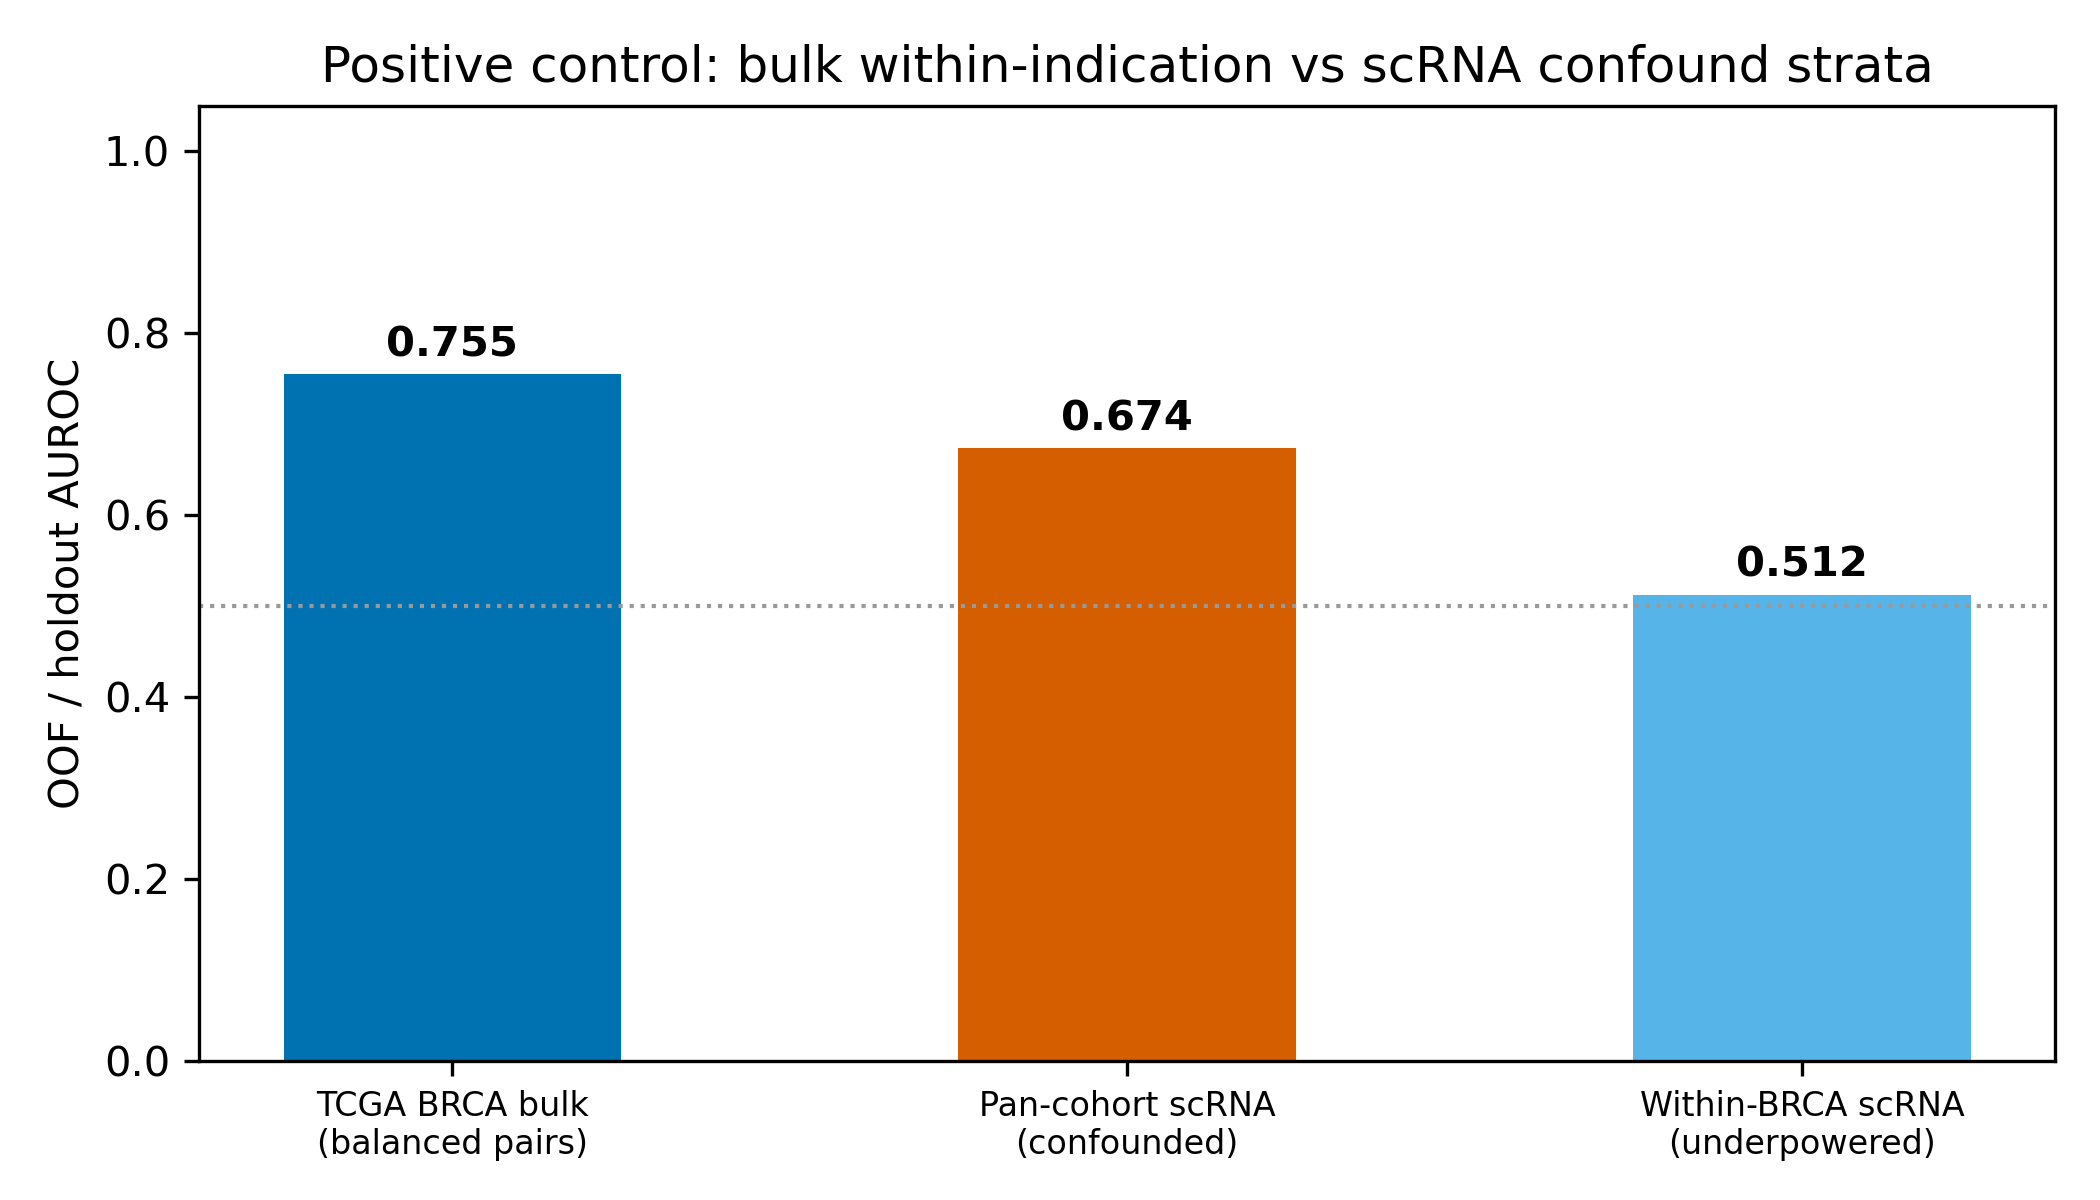 Positive control: bulk within-indication vs scRNA confound strata
OOF / holdout AUROC
1.0
0.8
0.6
0.4
0.2
0.0
0.755
0.674
0.512
TCGA BRCA bulk
(balanced pairs)
Pan-cohort scRNA
(confounded)
Within-BRCA scRNA
(underpowered)